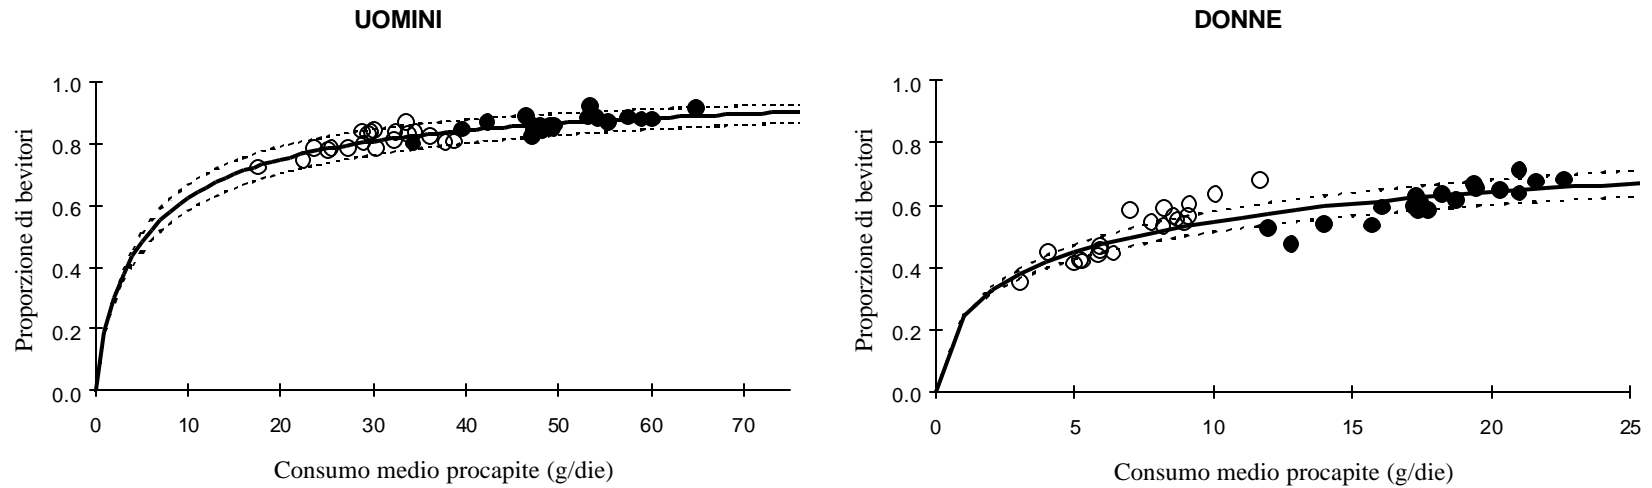 UOMINI
1.0
0.8
0.6
0.4
0.2
0.0
Proporzione di bevitori
0 10 20 30 40 50 60 70
Consumo medio procapite (g/die)
DONNE
1.0
0.8
0.6
0.4
0.2
0.0
Proporzione di bevitori
0 5 10 15 20 25
Consumo medio procapite (g/die)